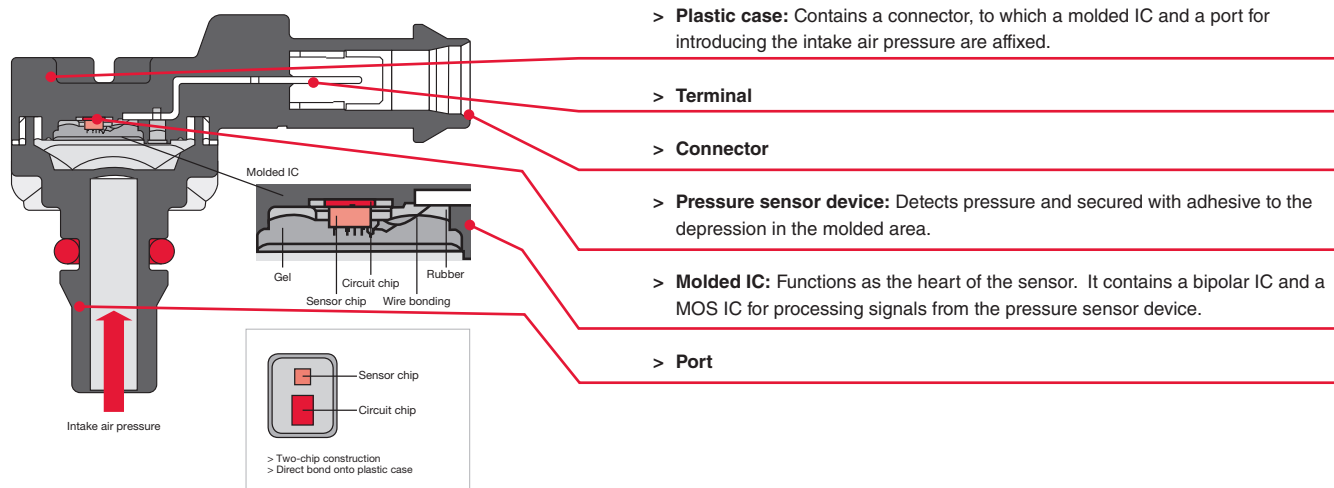 > Plastic case: Contains a connector, to which a molded IC and a port for
introducing the intake air pressure are affixed.
> Terminal
> Connector
> Pressure sensor device: Detects pressure and secured with adhesive to the
depression in the molded area.
> Molded IC: Functions as the heart of the sensor.  It contains a bipolar IC and a
MOS IC for processing signals from the pressure sensor device.
> Port
Molded IC
Gel
Sensor chip
Circuit chip
Wire bonding
Rubber
Intake air pressure
Sensor chip
Circuit chip
> Two-chip construction
> Direct bond onto plastic case